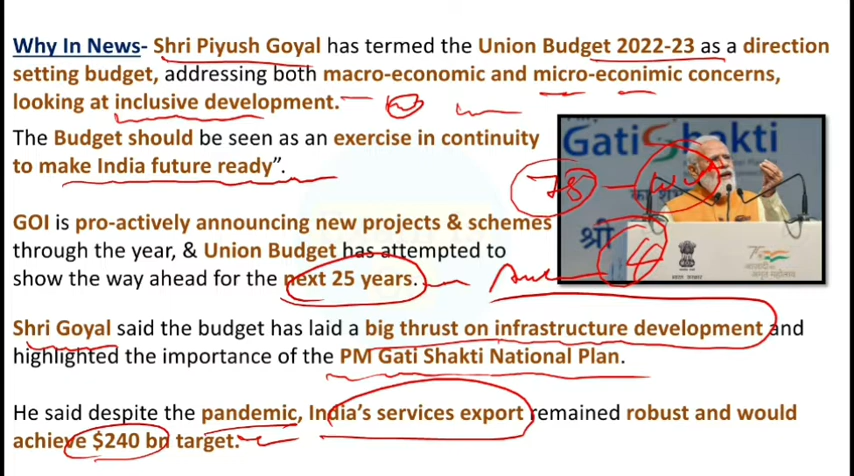 Why In News- Shri Piyush Goyal has termed the Union Budget 2022-23 as a direction
setting budget, addressing both macro-economic and micro-econimic concerns,
looking at inclusive development.
The Budget should be seen as an exercise in continuity
to make India future ready".
GOI is pro-actively announcing new projects & schemes
through the year, & Union Budget has attempted to
show the way ahead for the next 25 years.
Shri Goyal said the budget has laid a big thrust on infrastructure development and
highlighted the importance of the PM Gati Shakti National Plan.
He said despite the pandemic, India's services export remained robust and would
achieve $240 bn target.
GatiShakti
75
श्री
4